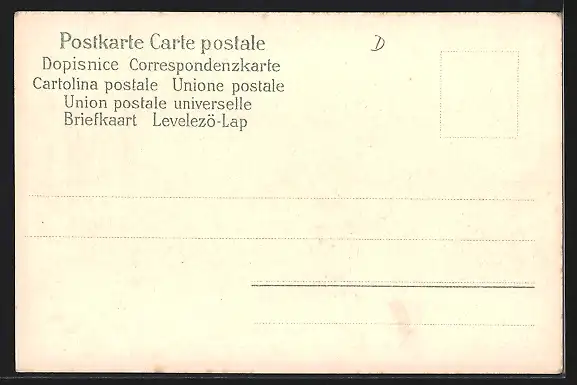 Postkarte Carte postale
D
Dopisnice Correspondenzkarte
Cartolina postale Unione postale
Union postale universelle
Briefkaart Levelezö-Lap